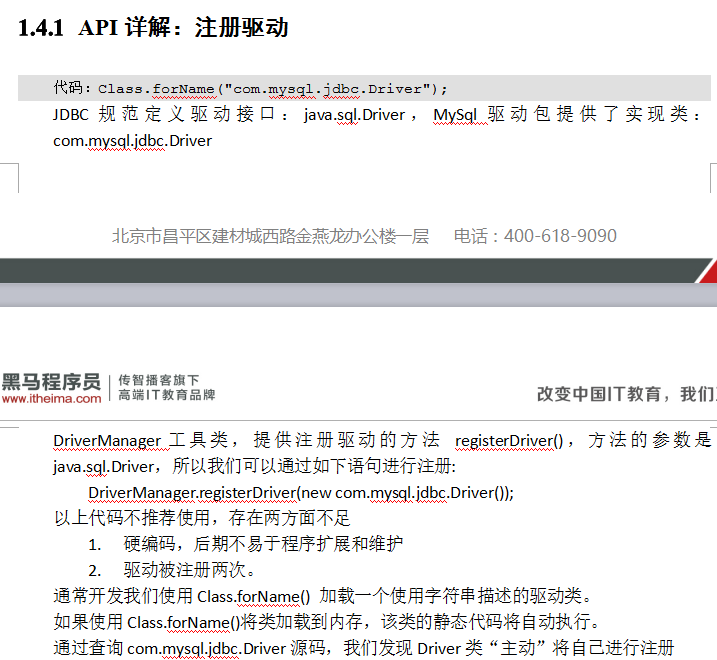 1.4.1 API 详解：注册驱动
代码：Class.forName("com.mysql.jdbc.Driver");
JDBC 规范定义驱动接口：java.sql.Driver，MySql 驱动包提供了实现类：
com.mysql.jdbc.Driver
北京市昌平区建材城西路金燕龙办公楼一层 电话：400-618-9090
黑马程序员
www.itheima.com
传智播客旗下
高端IT教育品牌
改变中国IT教育，我们
DriverManager 工具类，提供注册驱动的方法 registerDriver()，方法的参数是
java.sql.Driver，所以我们可以通过如下语句进行注册:
DriverManager.registerDriver(new com.mysql.jdbc.Driver());
以上代码不推荐使用，存在两方面不足
1. 硬编码，后期不易于程序扩展和维护
2. 驱动被注册两次。
通常开发我们使用 Class.forName() 加载一个使用字符串描述的驱动类。
如果使用 Class.forName()将类加载到内存，该类的静态代码将自动执行。
通过查询 com.mysql.jdbc.Driver 源码，我们发现 Driver 类“主动”将自己进行注册